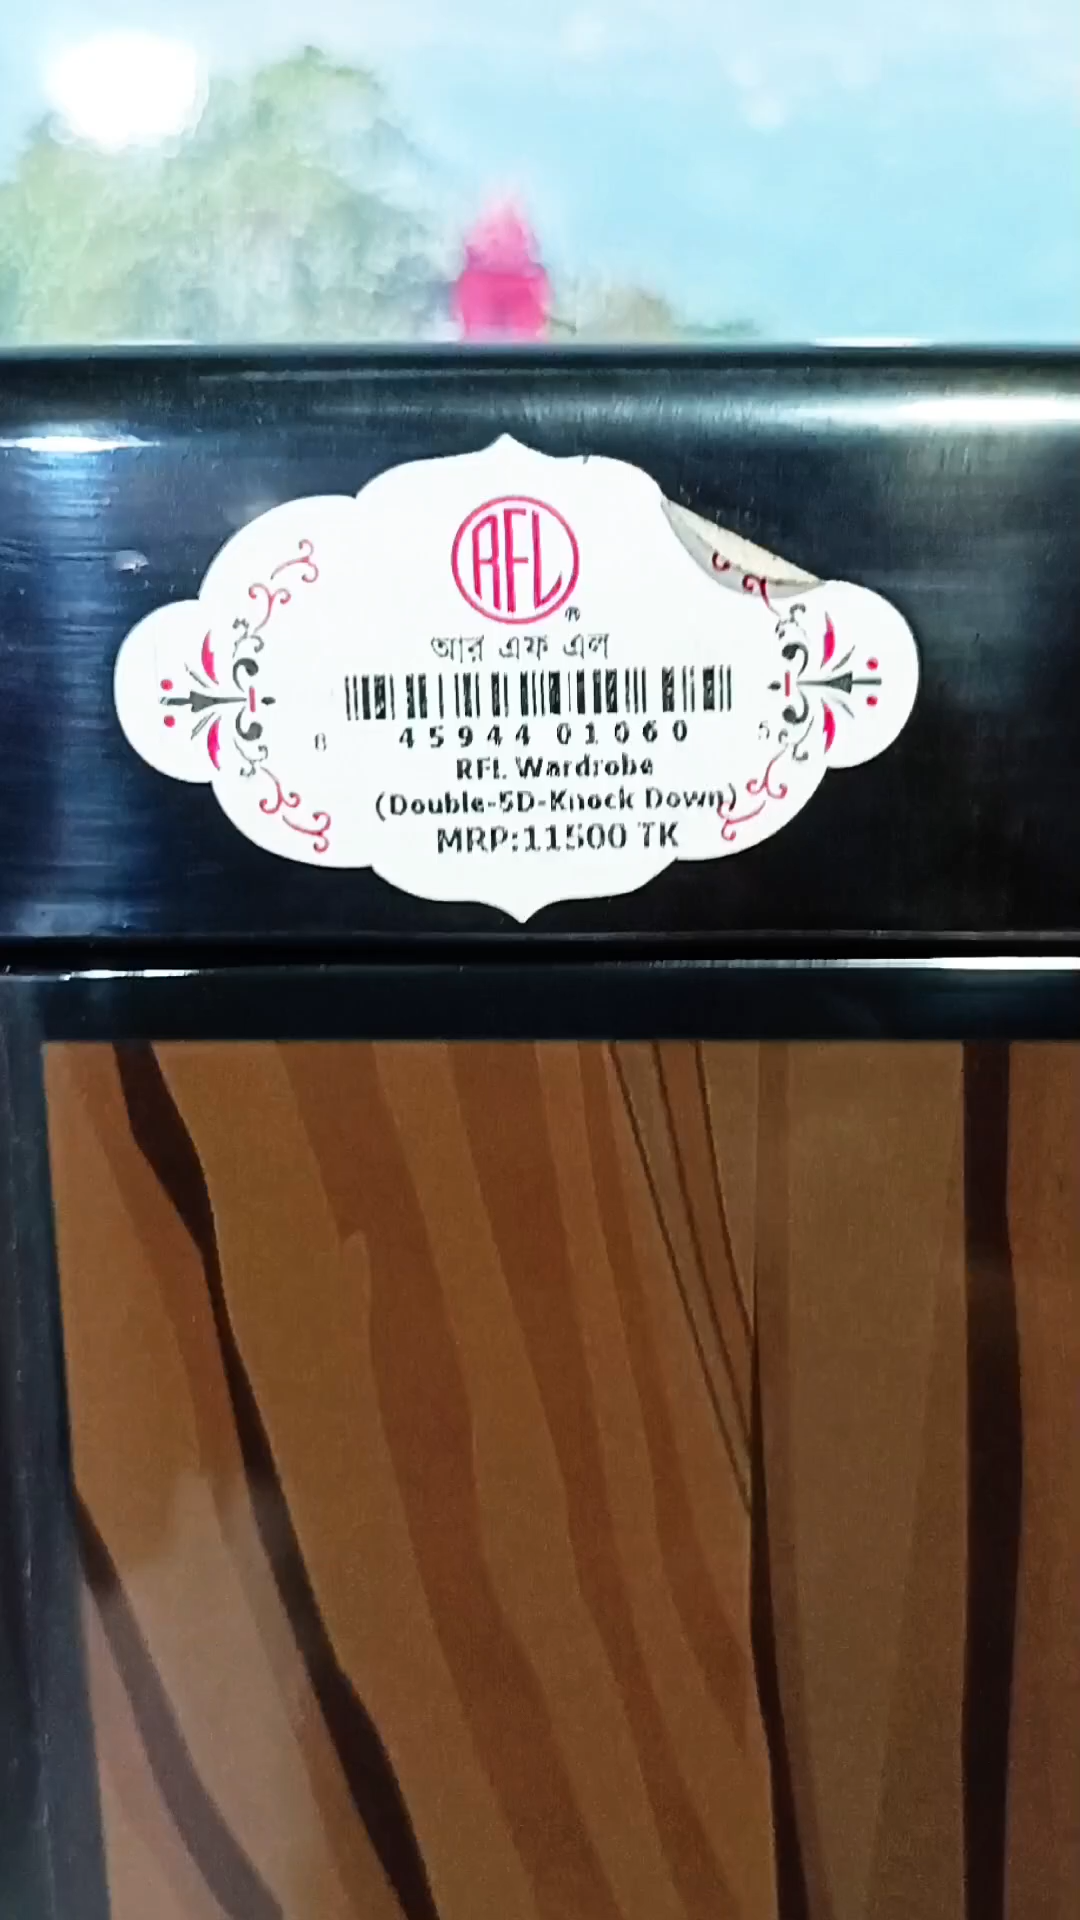 RFL
®
আর এফ এল
8 45944 01060 5
RFL Wardrobe
(Double-5D-Knock Down)
MRP:11500 TK